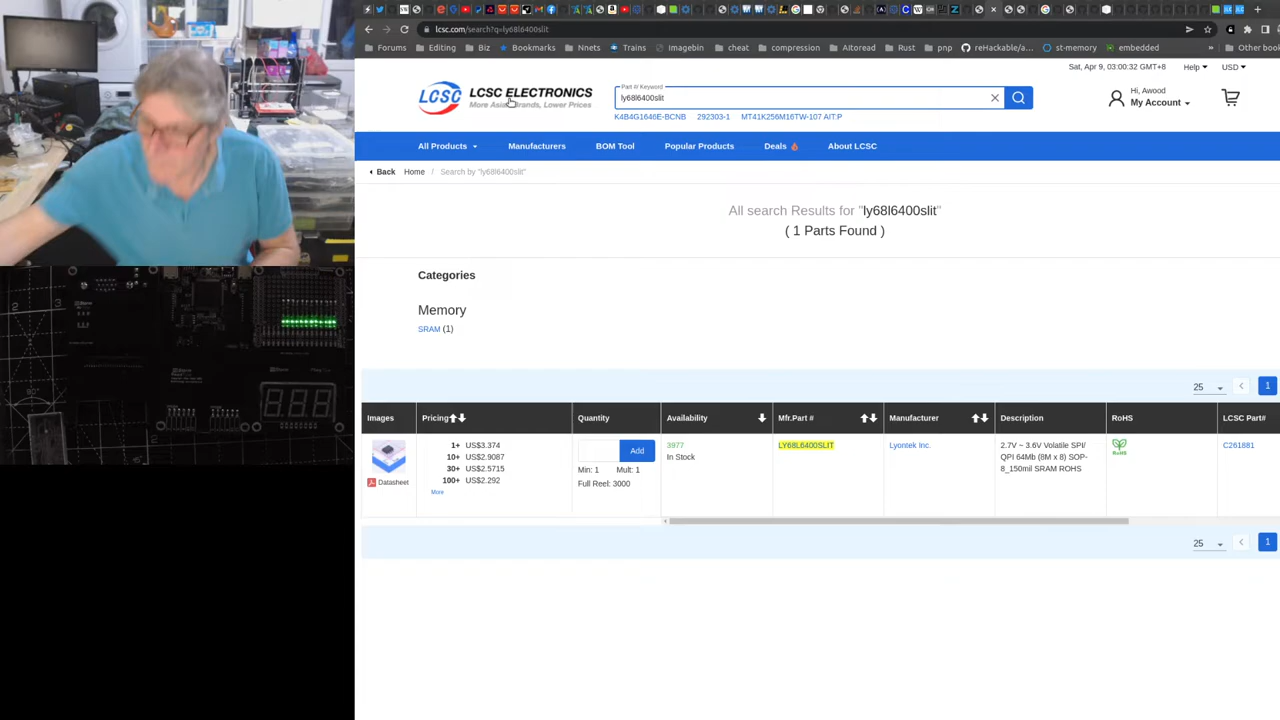 lcsc.com/search?q=ly68l6400slit
Forums Editing Biz Bookmarks Nnets Trains Imagebin cheat compression Aitoread Rust pnp reHackable/a... st-memory embedded » Other book
Sat, Apr 9, 03:00:32 GMT+8 Help USD
LCSC LCSC ELECTRONICS
More Asian Brands, Lower Prices
Part #/ Keyword
ly68l6400slit
K4B4G1646E-BCNB 292303-1 MT41K256M16TW-107 AIT:P
Hi, Awood
My Account
All Products Manufacturers BOM Tool Popular Products Deals About LCSC
Back Home / Search by "ly68l6400slit"
All search Results for "ly68l6400slit"
( 1 Parts Found )
Categories
Memory
SRAM (1)
25 1
Images Pricing Quantity Availability Mfr.Part # Manufacturer Description RoHS LCSC Part#
Datasheet
1+ US$3.374
10+ US$2.9087
30+ US$2.5715
100+ US$2.292
More
Add
Min: 1 Mult: 1
Full Reel: 3000
3977
In Stock
LY68L6400SLIT
Lyontek Inc.
2.7V ~ 3.6V Volatile SPI/
QPI 64Mb (8M x 8) SOP-
8_150mil SRAM ROHS
RoHS
C261881
25 1